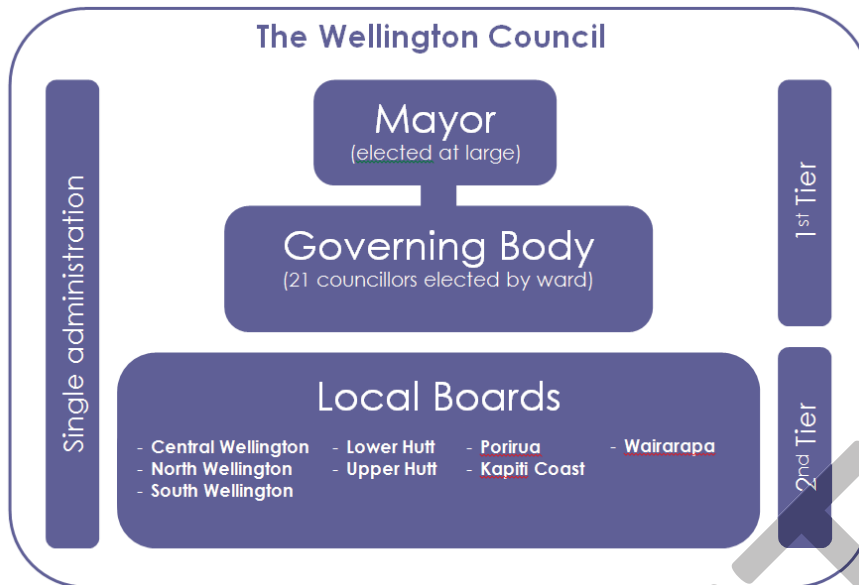 The Wellington Council
Single administration
Mayor
(elected at large)
Governing Body
(21 councillors elected by ward)
1st Tier
Local Boards
- Central Wellington
- North Wellington
- South Wellington
- Lower Hutt
- Upper Hutt
- Porirua
- Kapiti Coast
- Wairarapa
2nd Tier